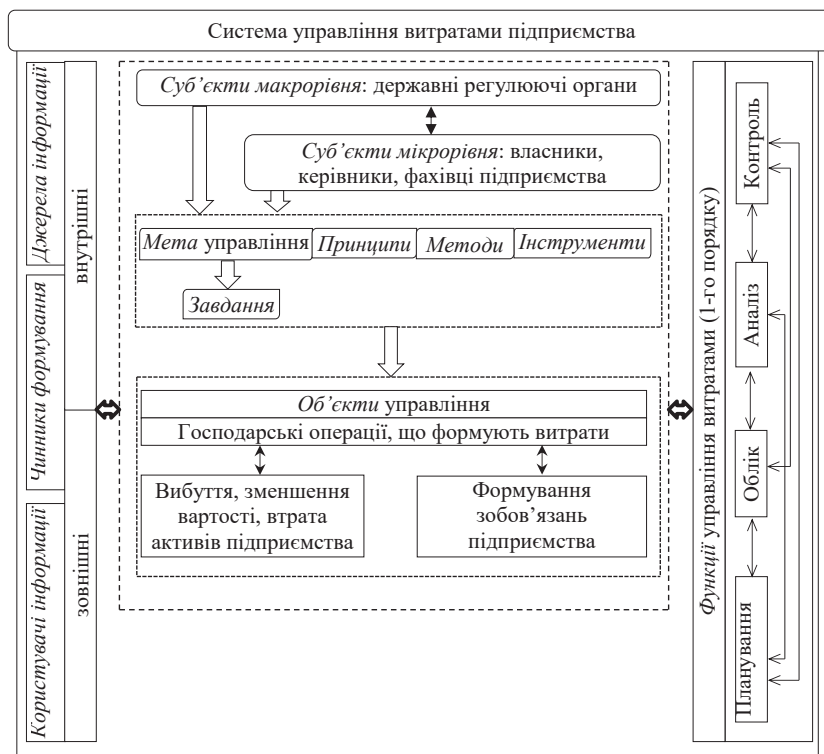 Система управління витратами підприємства
Джерела інформації
Чинники формування
Користувачі інформації
внутрішні
зовнішні
Суб’єкти макрорівня: державні регулюючі органи
Суб’єкти мікрорівня: власники,
керівники, фахівці підприємства
Мета управління
Принципи
Методи
Інструменти
Завдання
Об’єкти управління
Господарські операції, що формують витрати
Вибуття, зменшення
вартості, втрата
активів підприємства
Формування
зобов’язань
підприємства
Функції управління витратами (1-го порядку)
Контроль
Аналіз
Облік
Планування